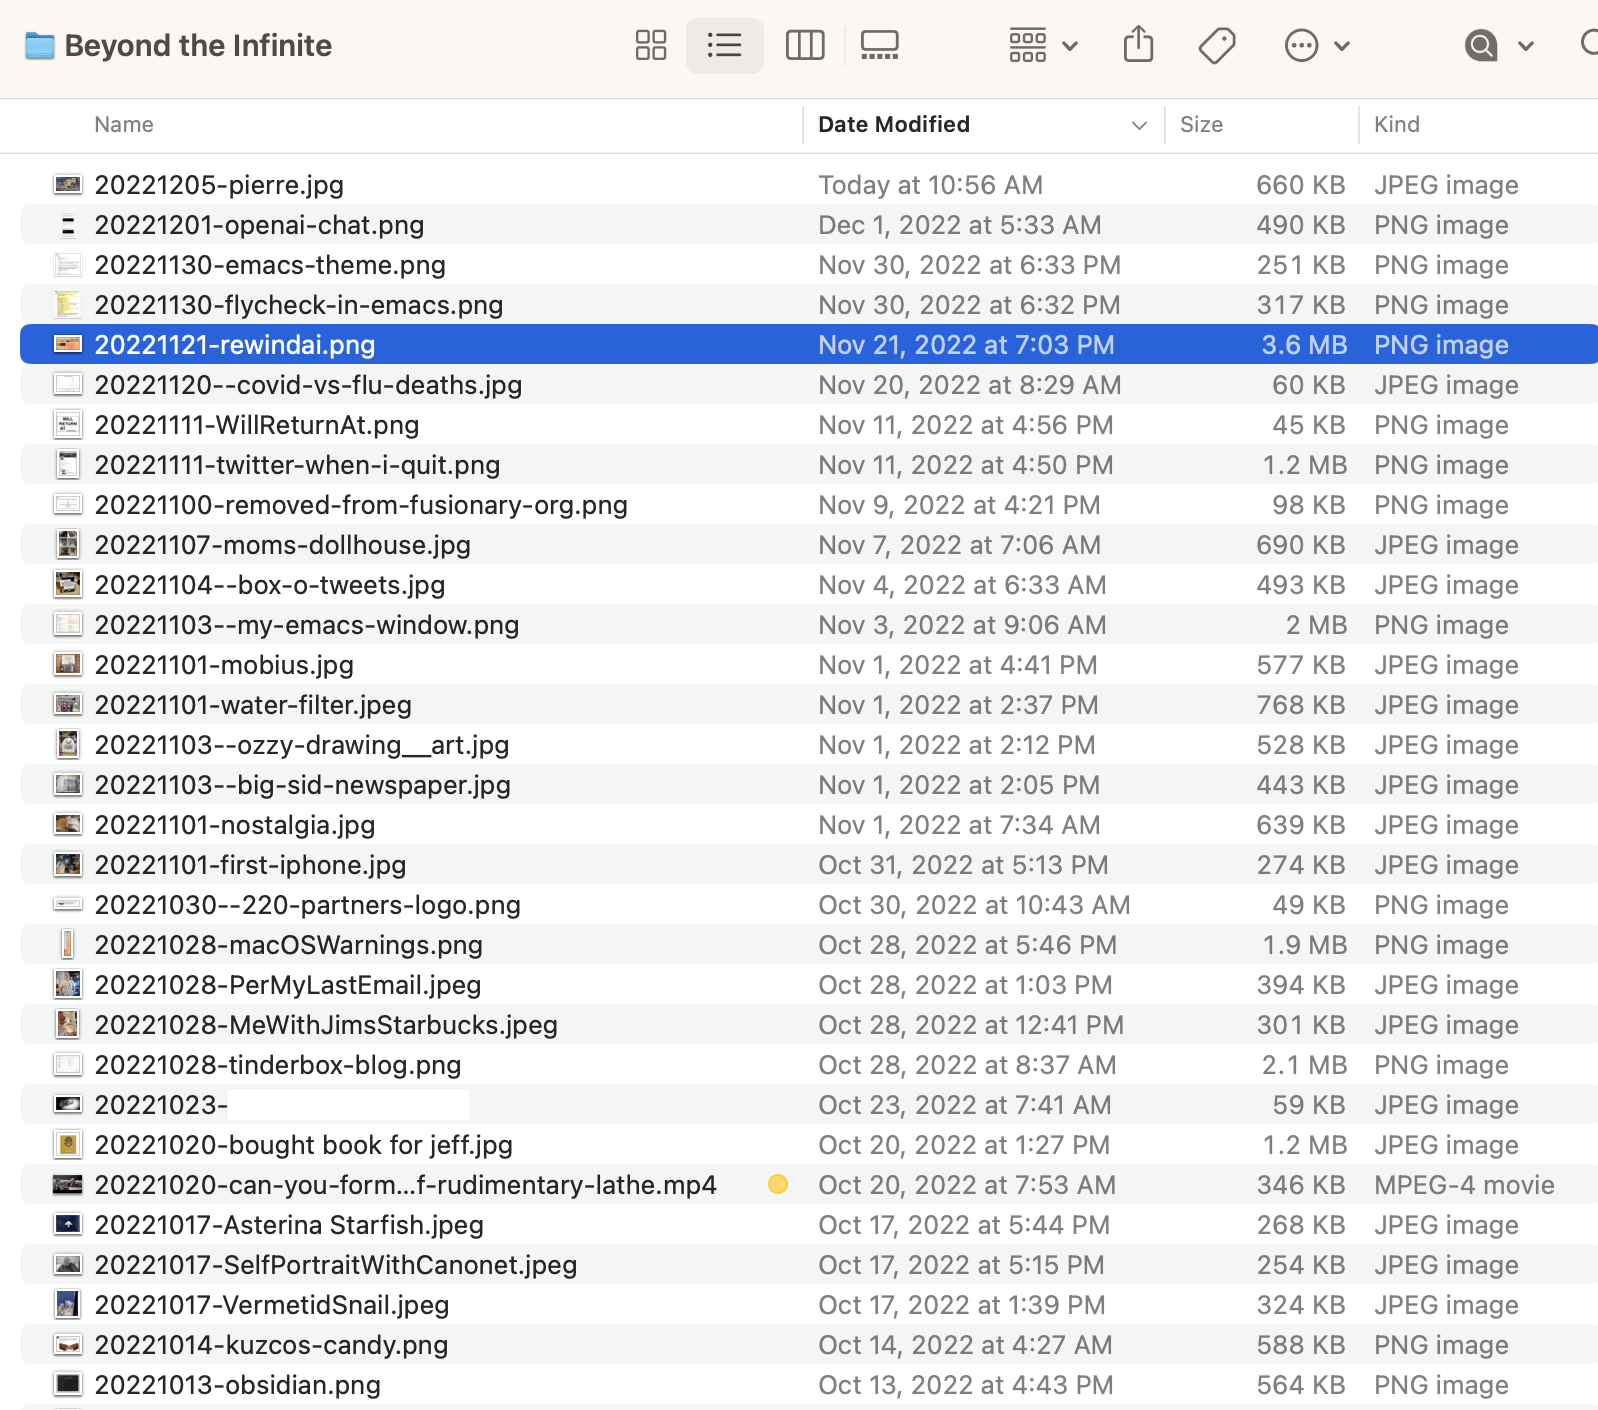 Beyond the Infinite
Name Date Modified Size Kind
20221205-pierre.jpg Today at 10:56 AM 660 KB JPEG image
20221201-openai-chat.png Dec 1, 2022 at 5:33 AM 490 KB PNG image
20221130-emacs-theme.png Nov 30, 2022 at 6:33 PM 251 KB PNG image
20221130-flycheck-in-emacs.png Nov 30, 2022 at 6:32 PM 317 KB PNG image
20221121-rewindai.png Nov 21, 2022 at 7:03 PM 3.6 MB PNG image
20221120--covid-vs-flu-deaths.jpg Nov 20, 2022 at 8:29 AM 60 KB JPEG image
20221111-WillReturnAt.png Nov 11, 2022 at 4:56 PM 45 KB PNG image
20221111-twitter-when-i-quit.png Nov 11, 2022 at 4:50 PM 1.2 MB PNG image
20221100-removed-from-fusionary-org.png Nov 9, 2022 at 4:21 PM 98 KB PNG image
20221107-moms-dollhouse.jpg Nov 7, 2022 at 7:06 AM 690 KB JPEG image
20221104--box-o-tweets.jpg Nov 4, 2022 at 6:33 AM 493 KB JPEG image
20221103--my-emacs-window.png Nov 3, 2022 at 9:06 AM 2 MB PNG image
20221101-mobius.jpg Nov 1, 2022 at 4:41 PM 577 KB JPEG image
20221101-water-filter.jpeg Nov 1, 2022 at 2:37 PM 768 KB JPEG image
20221103--ozzy-drawing__art.jpg Nov 1, 2022 at 2:12 PM 528 KB JPEG image
20221103--big-sid-newspaper.jpg Nov 1, 2022 at 2:05 PM 443 KB JPEG image
20221101-nostalgia.jpg Nov 1, 2022 at 7:34 AM 639 KB JPEG image
20221101-first-iphone.jpg Oct 31, 2022 at 5:13 PM 274 KB JPEG image
20221030--220-partners-logo.png Oct 30, 2022 at 10:43 AM 49 KB PNG image
20221028-macOSWarnings.png Oct 28, 2022 at 5:46 PM 1.9 MB PNG image
20221028-PerMyLastEmail.jpeg Oct 28, 2022 at 1:03 PM 394 KB JPEG image
20221028-MeWithJimsStarbucks.jpeg Oct 28, 2022 at 12:41 PM 301 KB JPEG image
20221028-tinderbox-blog.png Oct 28, 2022 at 8:37 AM 2.1 MB PNG image
20221023- Oct 23, 2022 at 7:41 AM 59 KB JPEG image
20221020-bought book for jeff.jpg Oct 20, 2022 at 1:27 PM 1.2 MB JPEG image
20221020-can-you-form...f-rudimentary-lathe.mp4 Oct 20, 2022 at 7:53 AM 346 KB MPEG-4 movie
20221017-Asterina Starfish.jpeg Oct 17, 2022 at 5:44 PM 268 KB JPEG image
20221017-SelfPortraitWithCanonet.jpeg Oct 17, 2022 at 5:15 PM 254 KB JPEG image
20221017-VermetidSnail.jpeg Oct 17, 2022 at 1:39 PM 324 KB JPEG image
20221014-kuzcos-candy.png Oct 14, 2022 at 4:27 AM 588 KB PNG image
20221013-obsidian.png Oct 13, 2022 at 4:43 PM 564 KB PNG image